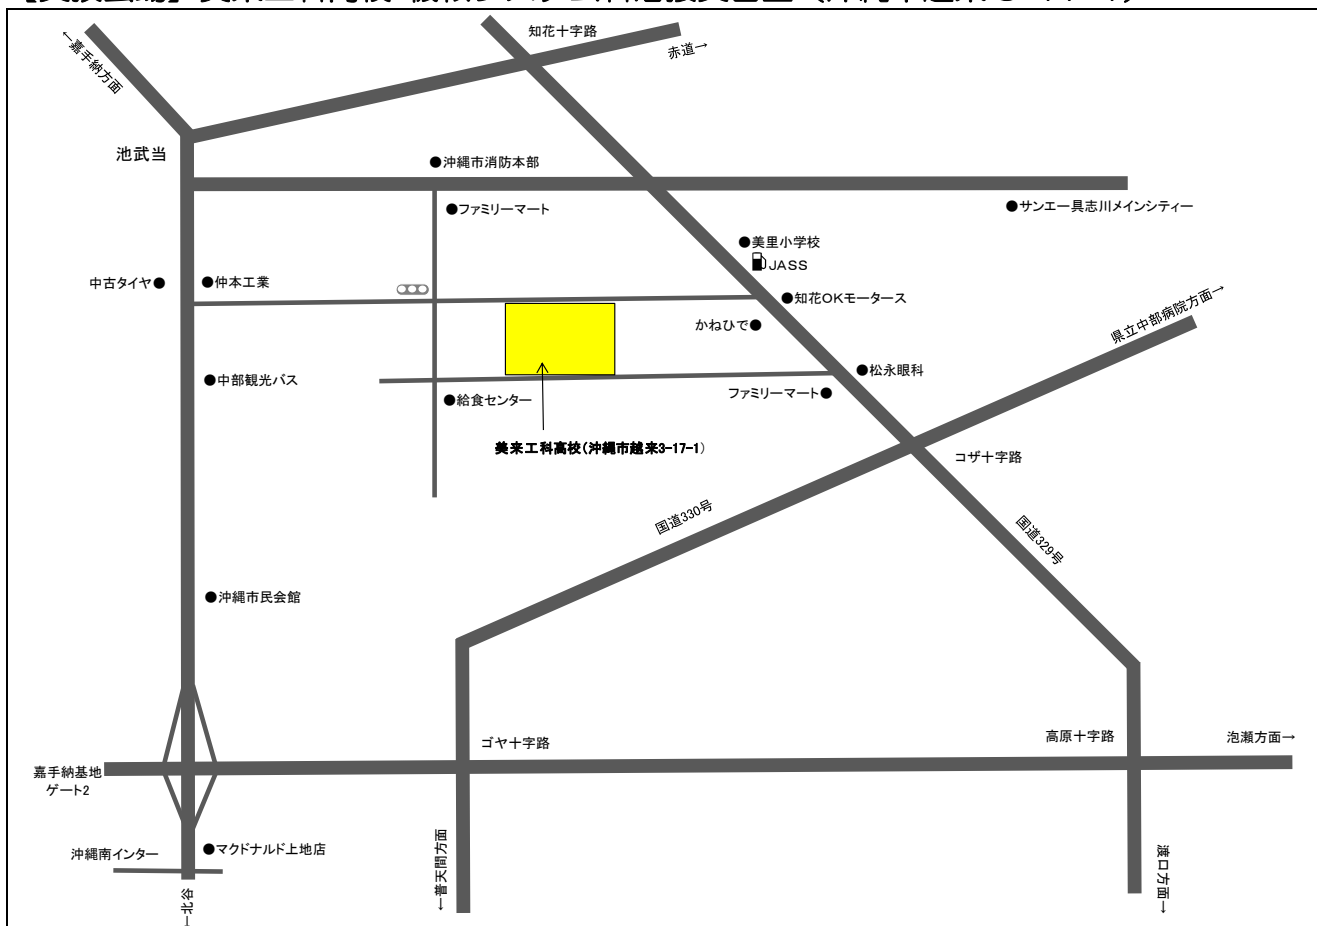 知花十字路
赤道→
←嘉手納方面
池武当
●沖縄市消防本部
●ファミリーマート
●サンエー具志川メインシティー
●美里小学校
JASS
中古タイヤ●
●仲本工業
●知花OKモータース
かねひで●
県立中部病院方面→
●中部観光バス
●松永眼科
●給食センター
ファミリーマート●
美来工科高校(沖縄市越来3-17-1)
コザ十字路
国道330号
国道329号
●沖縄市民会館
ゴヤ十字路
高原十字路
泡瀬方面→
嘉手納基地
ゲート2
沖縄南インター
●マクドナルド上地店
←普天間方面
渡口方面→
←北谷